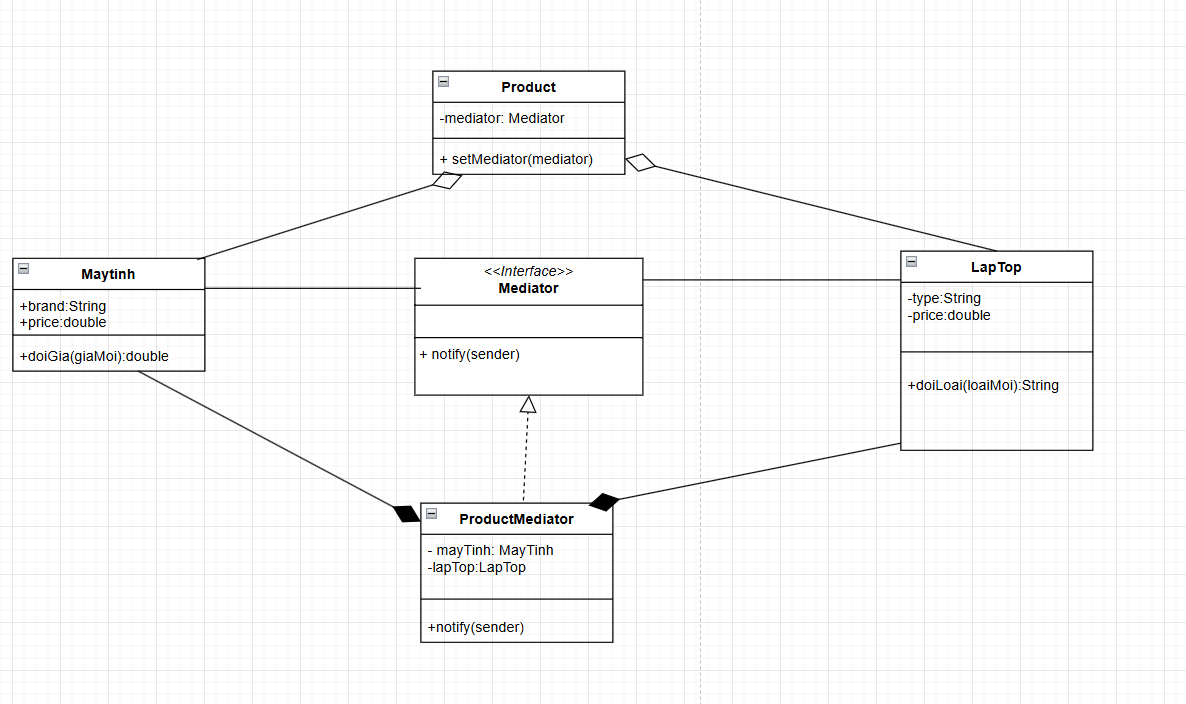 Product
-mediator: Mediator
+ setMediator(mediator)
Maytinh
+brand:String
+price:double
+doiGia(giaMoi):double
<<Interface>>
Mediator
+ notify(sender)
LapTop
-type:String
-price:double
+doiLoai(loaiMoi):String
ProductMediator
- mayTinh: MayTinh
-lapTop:LapTop
+notify(sender)